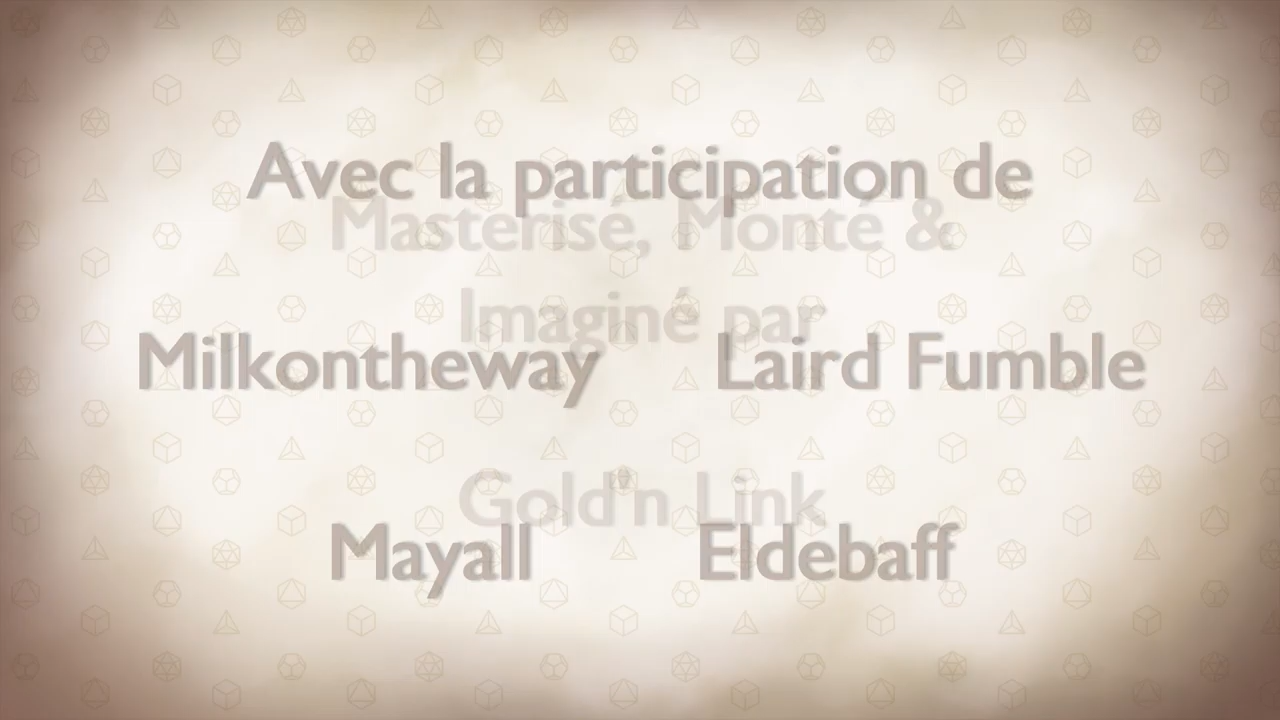 Avec la participation de
Masterisé, Monté &
Imaginé par
Milkontheway Laird Fumble
Gold'n Link
Mayall Eldebaff